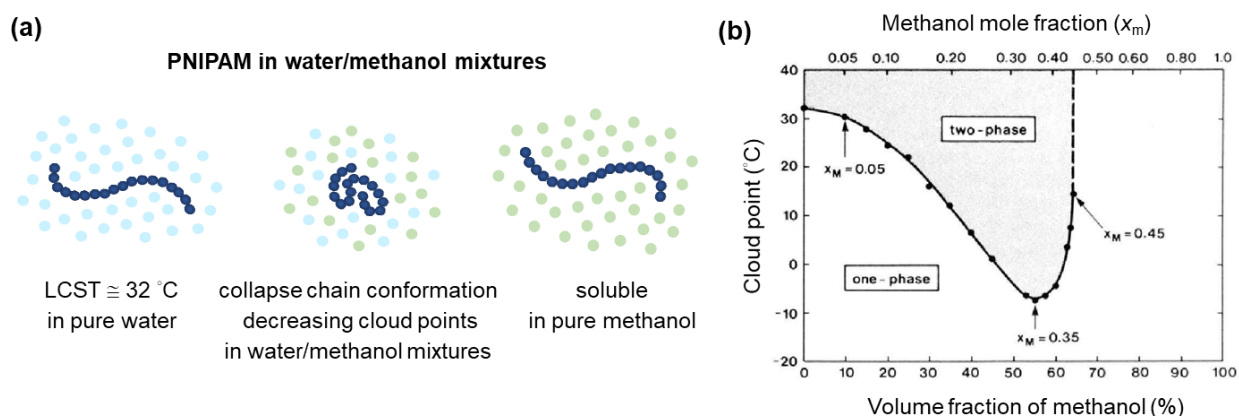 (a)
PNIPAM in water/methanol mixtures
LCST ≅ 32 °C
in pure water
collapse chain conformation
decreasing cloud points
in water/methanol mixtures
soluble
in pure methanol
(b)
Methanol mole fraction (xm)
0.05 0.10 0.20 0.30 0.40 0.50 0.60 0.80 1.0
Cloud point (°C)
40
30
20
10
0
-10
-20
two-phase
xM = 0.05
xM = 0.45
one-phase
xM = 0.35
0 10 20 30 40 50 60 70 80 90 100
Volume fraction of methanol (%)